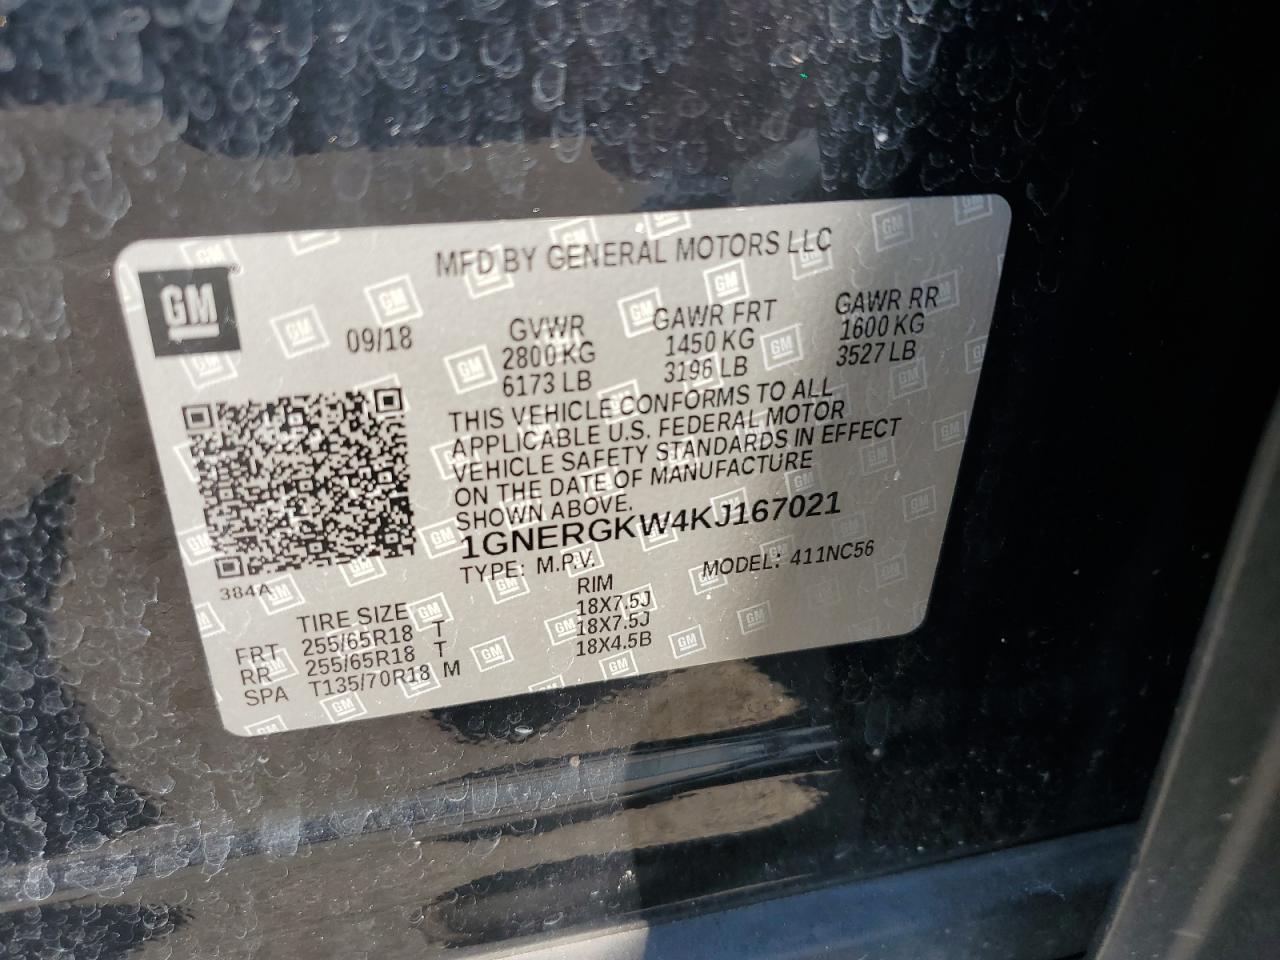 MFD BY GENERAL MOTORS LLC
GM
09/18
GVWR GAWR FRT GAWR RR
2800 KG 1450 KG 1600 KG
6173 LB 3196 LB 3527 LB
THIS VEHICLE CONFORMS TO ALL
APPLICABLE U.S. FEDERAL MOTOR
VEHICLE SAFETY STANDARDS IN EFFECT
ON THE DATE OF MANUFACTURE
SHOWN ABOVE.
1GNERGKW4KJ167021
TYPE: M.P.V. MODEL: 411NC56
384A
TIRE SIZE RIM
FRT 255/65R18 T 18X7.5J
RR 255/65R18 T 18X7.5J
SPA T135/70R18 M 18X4.5B